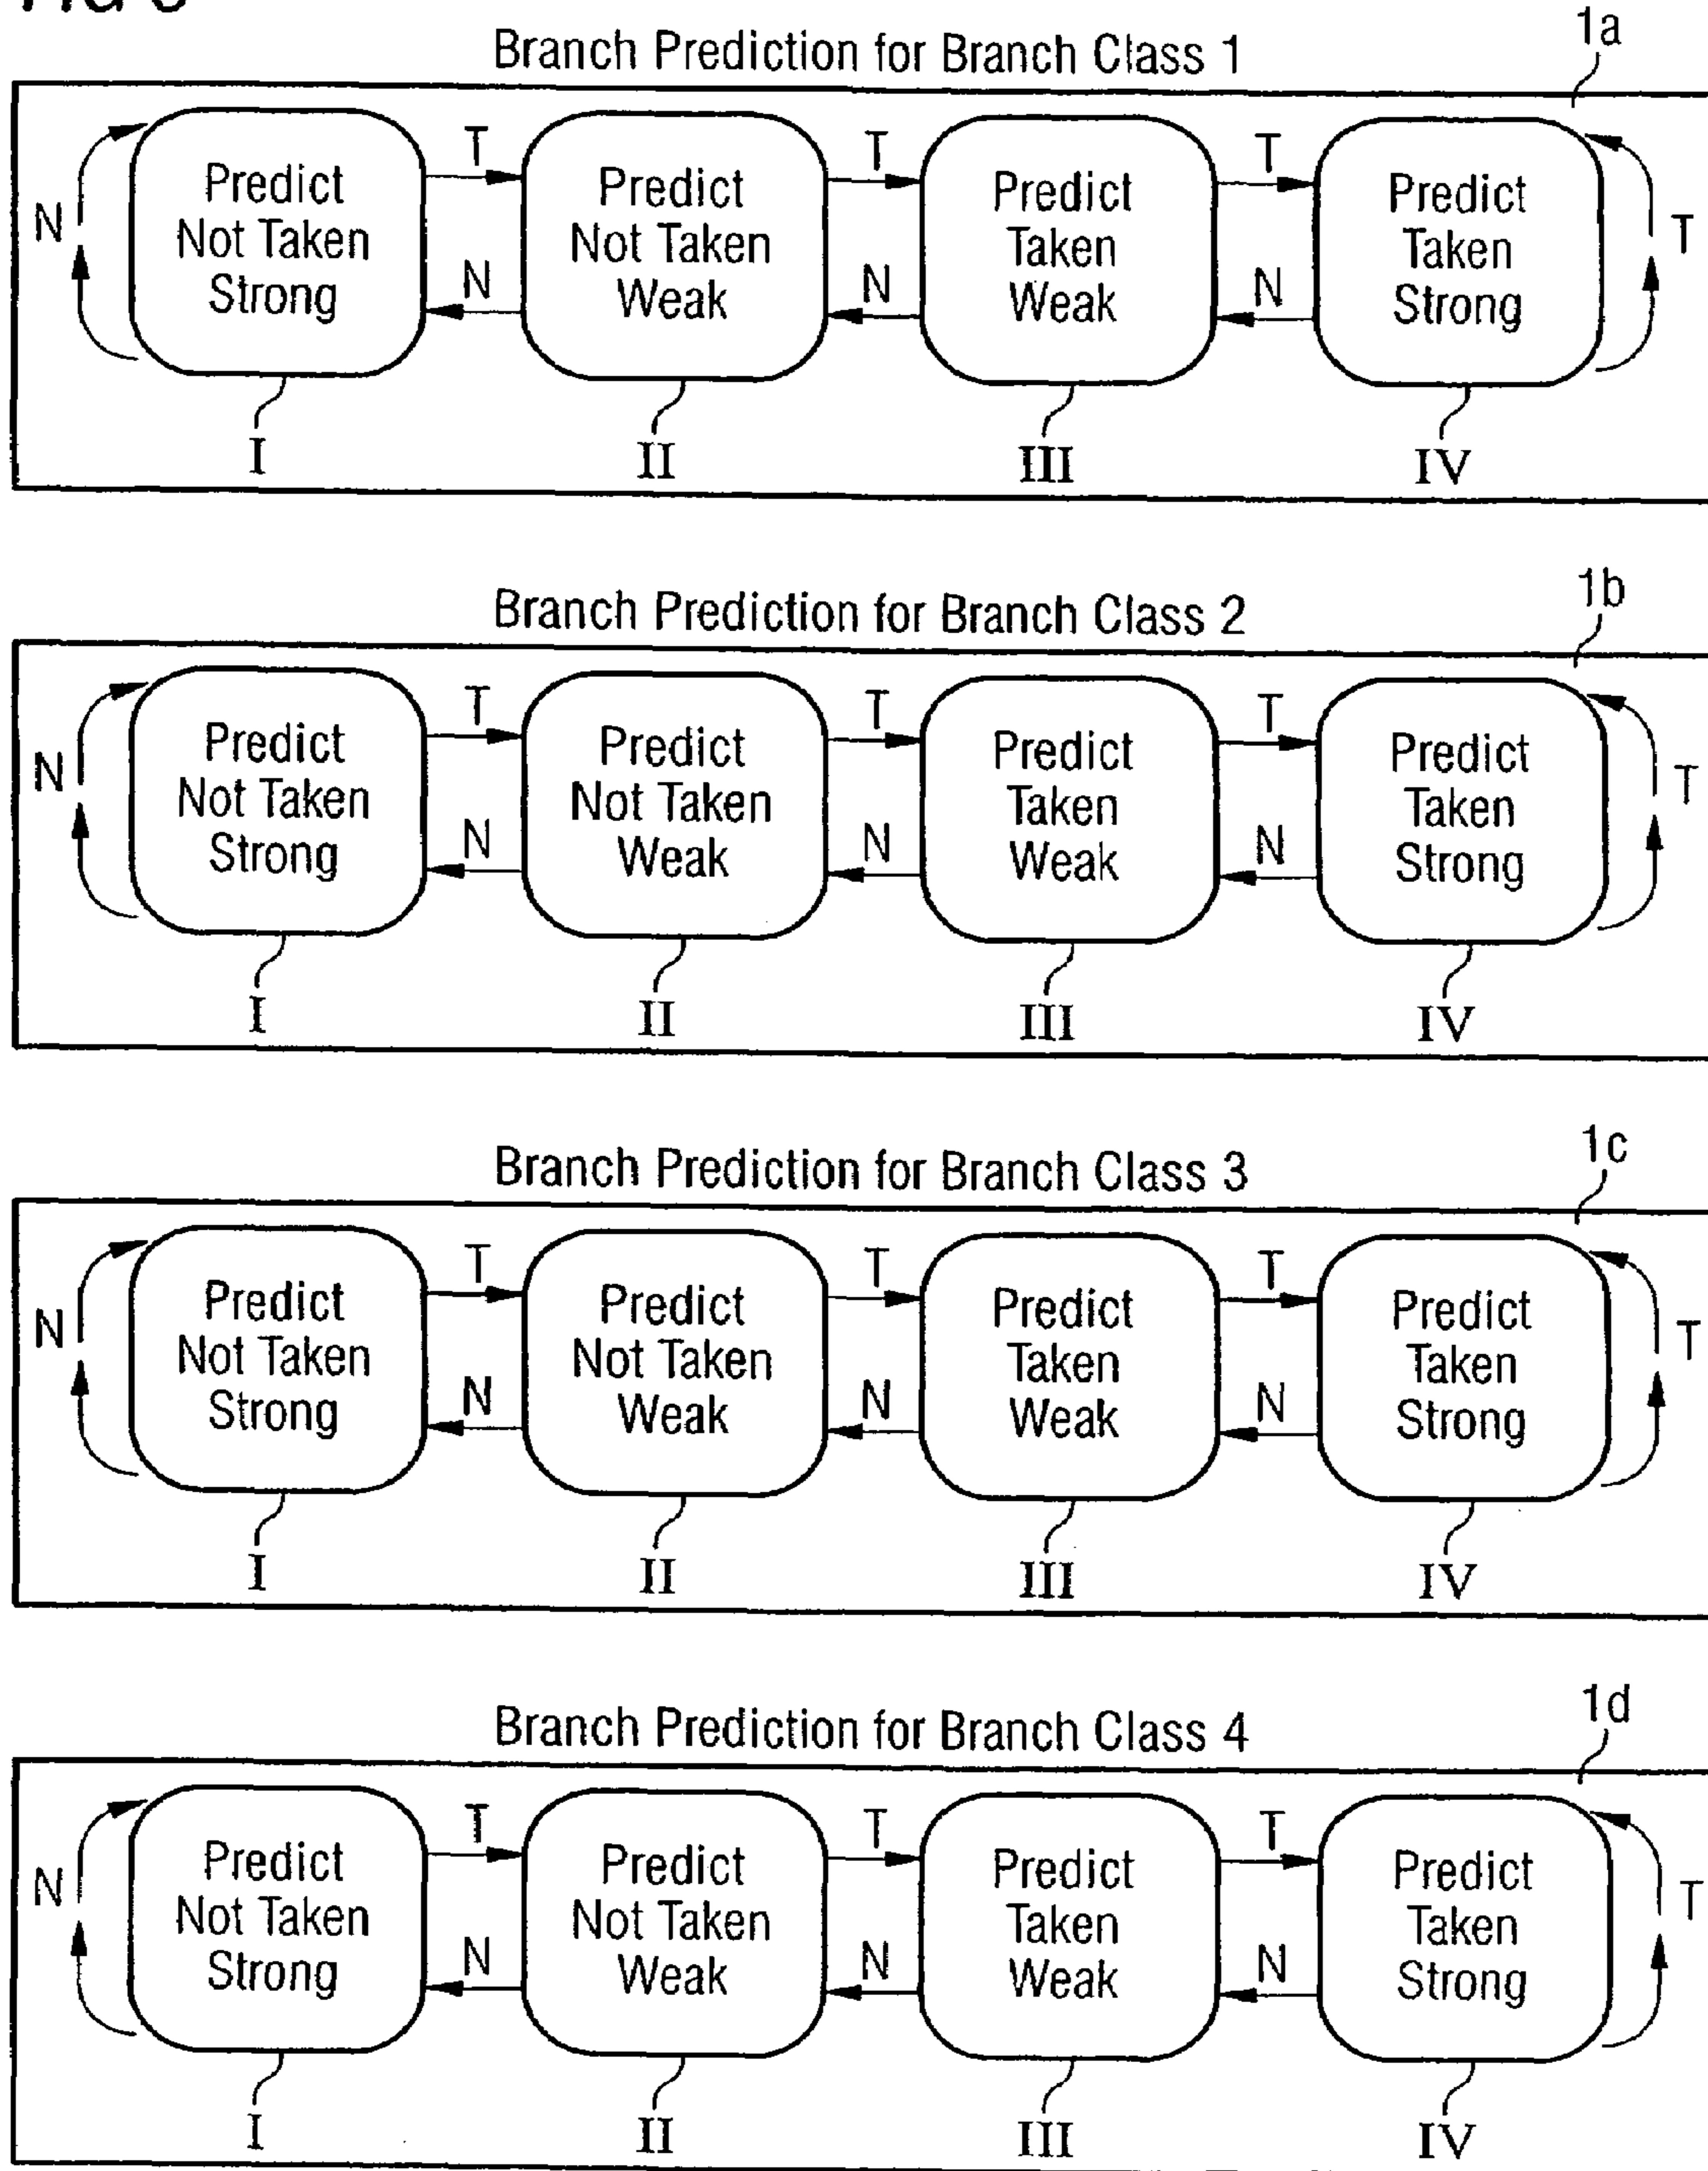 FIG
Branch Prediction for Branch Class 1
1a
N
Predict
Not Taken
Strong
T
N
Predict
Not Taken
Weak
T
N
Predict
Taken
Weak
T
N
Predict
Taken
Strong
T
I
II
III
IV
Branch Prediction for Branch Class 2
1b
N
Predict
Not Taken
Strong
T
N
Predict
Not Taken
Weak
T
N
Predict
Taken
Weak
T
N
Predict
Taken
Strong
T
I
II
III
IV
Branch Prediction for Branch Class 3
1c
N
Predict
Not Taken
Strong
T
N
Predict
Not Taken
Weak
T
N
Predict
Taken
Weak
T
N
Predict
Taken
Strong
T
I
II
III
IV
Branch Prediction for Branch Class 4
1d
N
Predict
Not Taken
Strong
T
N
Predict
Not Taken
Weak
T
N
Predict
Taken
Weak
T
N
Predict
Taken
Strong
T
I
II
III
IV